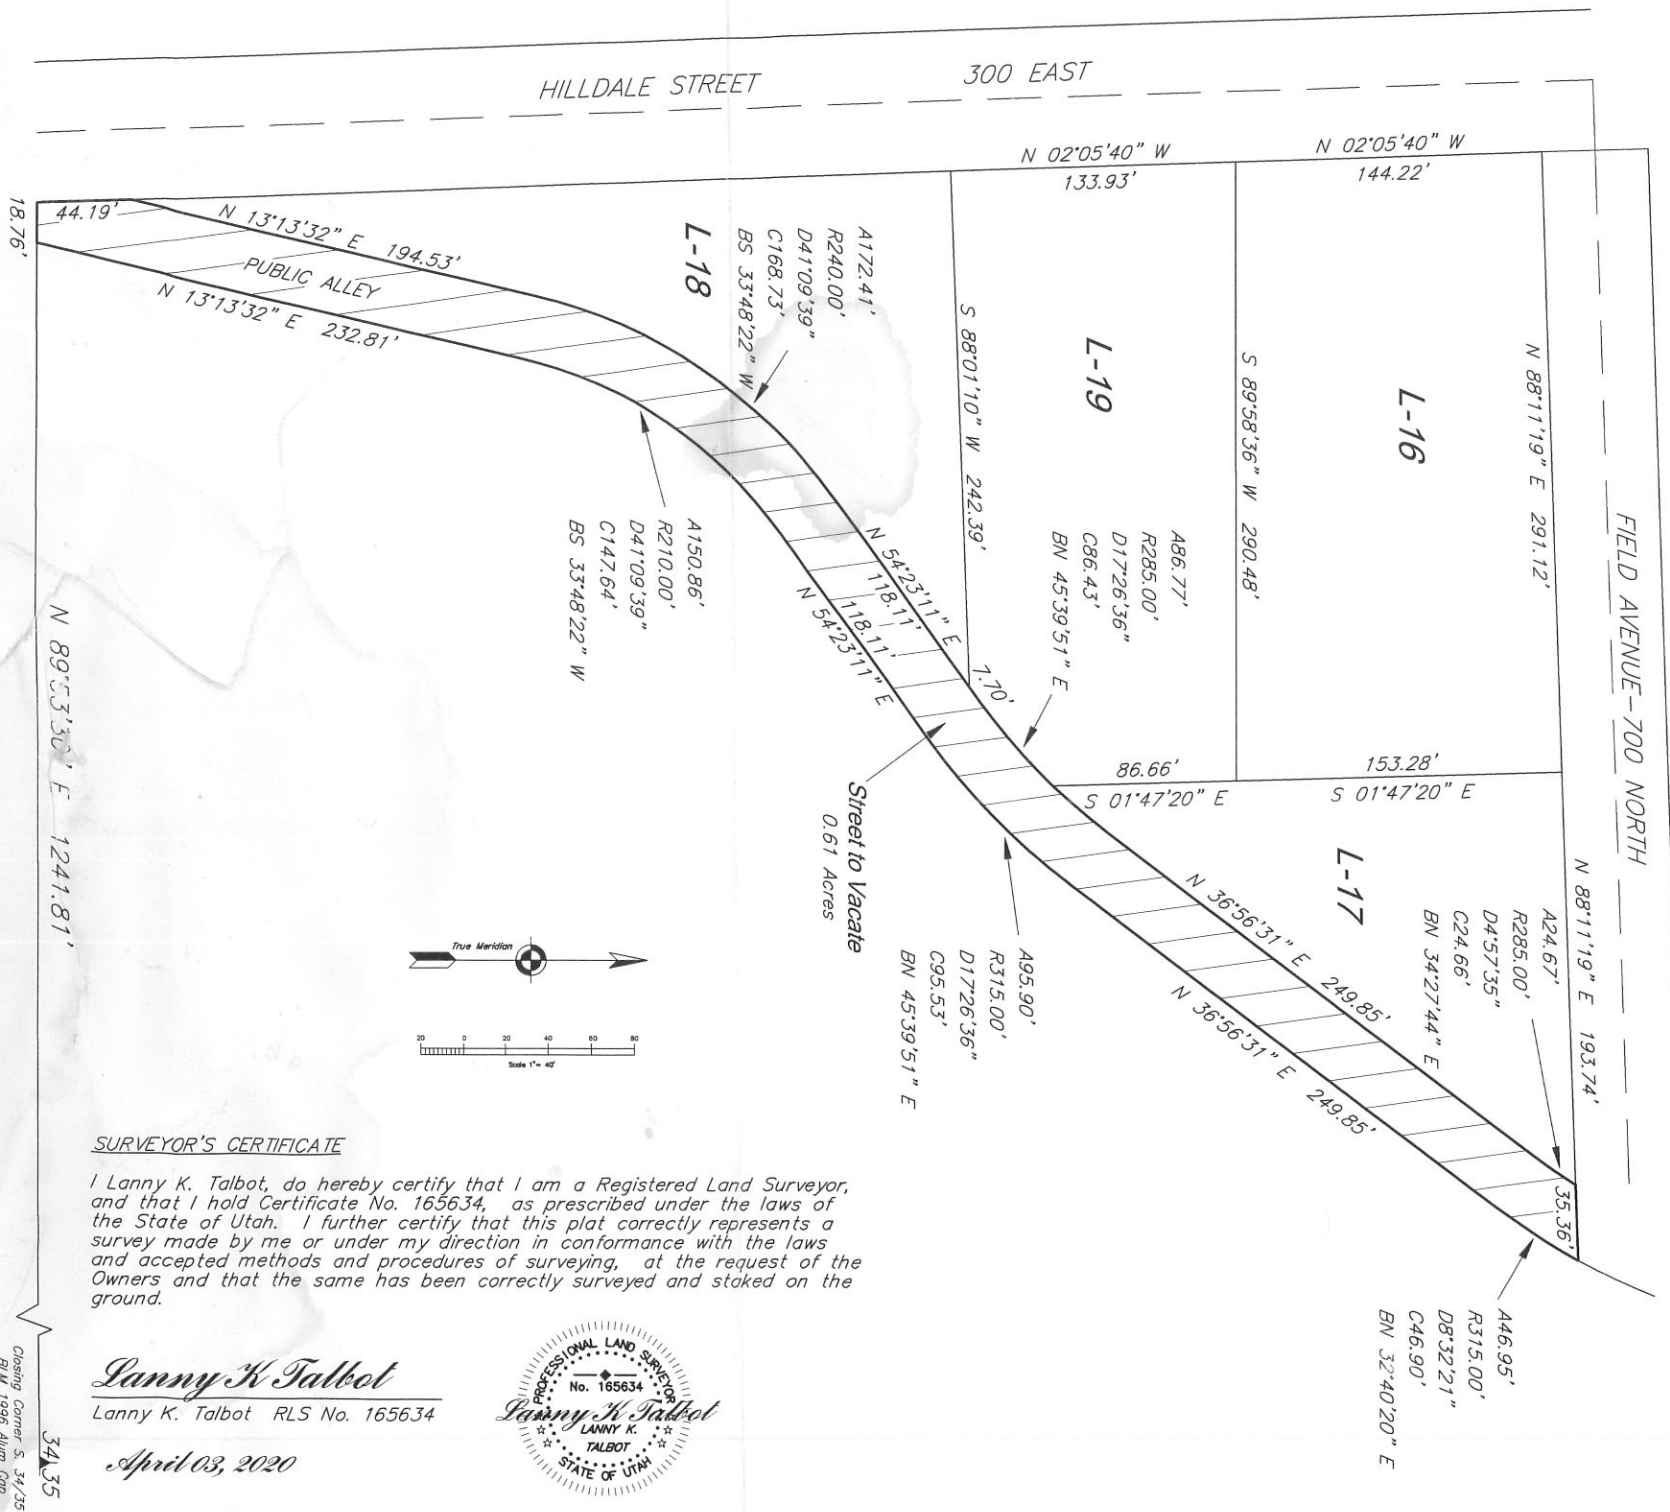 HILLDALE STREET 300 EAST
N 02°05'40" W
133.93'
N 02°05'40" W
144.22'
18.76'
44.19'
N 13°13'32" E 194.53'
PUBLIC ALLEY
N 13°13'32" E 232.81'
L-18
A172.41'
R240.00'
D41°09'39"
C168.73'
BS 33°48'22" W
S 88°01'10" W 242.39'
L-19
S 89°58'36" W 290.48'
L-16
N 88°11'19" E 291.12'
FIELD AVENUE-700 NORTH
A150.86'
R210.00'
D41°09'39"
C147.64'
BS 33°48'22" W
N 54°23'11" E
118.11'
118.11'
N 54°23'11" E
7.70'
A86.77'
R285.00'
D17°26'36"
C86.43'
BN 45°39'51" E
86.66'
S 01°47'20" E
153.28'
S 01°47'20" E
Street to Vacate
0.61 Acres
L-17
N 88°11'19" E 193.74'
A24.67'
R285.00'
D4°57'35"
C24.66'
BN 34°27'44" E
N 36°56'31" E 249.85'
N 36°56'31" E 249.85'
A95.90'
R315.00'
D17°26'36"
C95.53'
BN 45°39'51" E
35.36'
A46.95'
R315.00'
D8°32'21"
C46.90'
BN 32°40'20" E
N 89°53'30' E 1241.81'
True Meridian
20 0 20 40 60 80
Scale 1"= 40'
SURVEYOR'S CERTIFICATE
I Lanny K. Talbot, do hereby certify that I am a Registered Land Surveyor,
and that I hold Certificate No. 165634, as prescribed under the laws of
the State of Utah. I further certify that this plat correctly represents a
survey made by me or under my direction in conformance with the laws
and accepted methods and procedures of surveying, at the request of the
Owners and that the same has been correctly surveyed and staked on the
ground.
Lanny K Talbot
Lanny K. Talbot RLS No. 165634
April 03, 2020
PROFESSIONAL LAND SURVEYOR
No. 165634
Lanny K Talbot
LANNY K.
TALBOT
STATE OF UTAH
34 35
Closing Corner S. 34/35
BLM 1996 Alum Cap